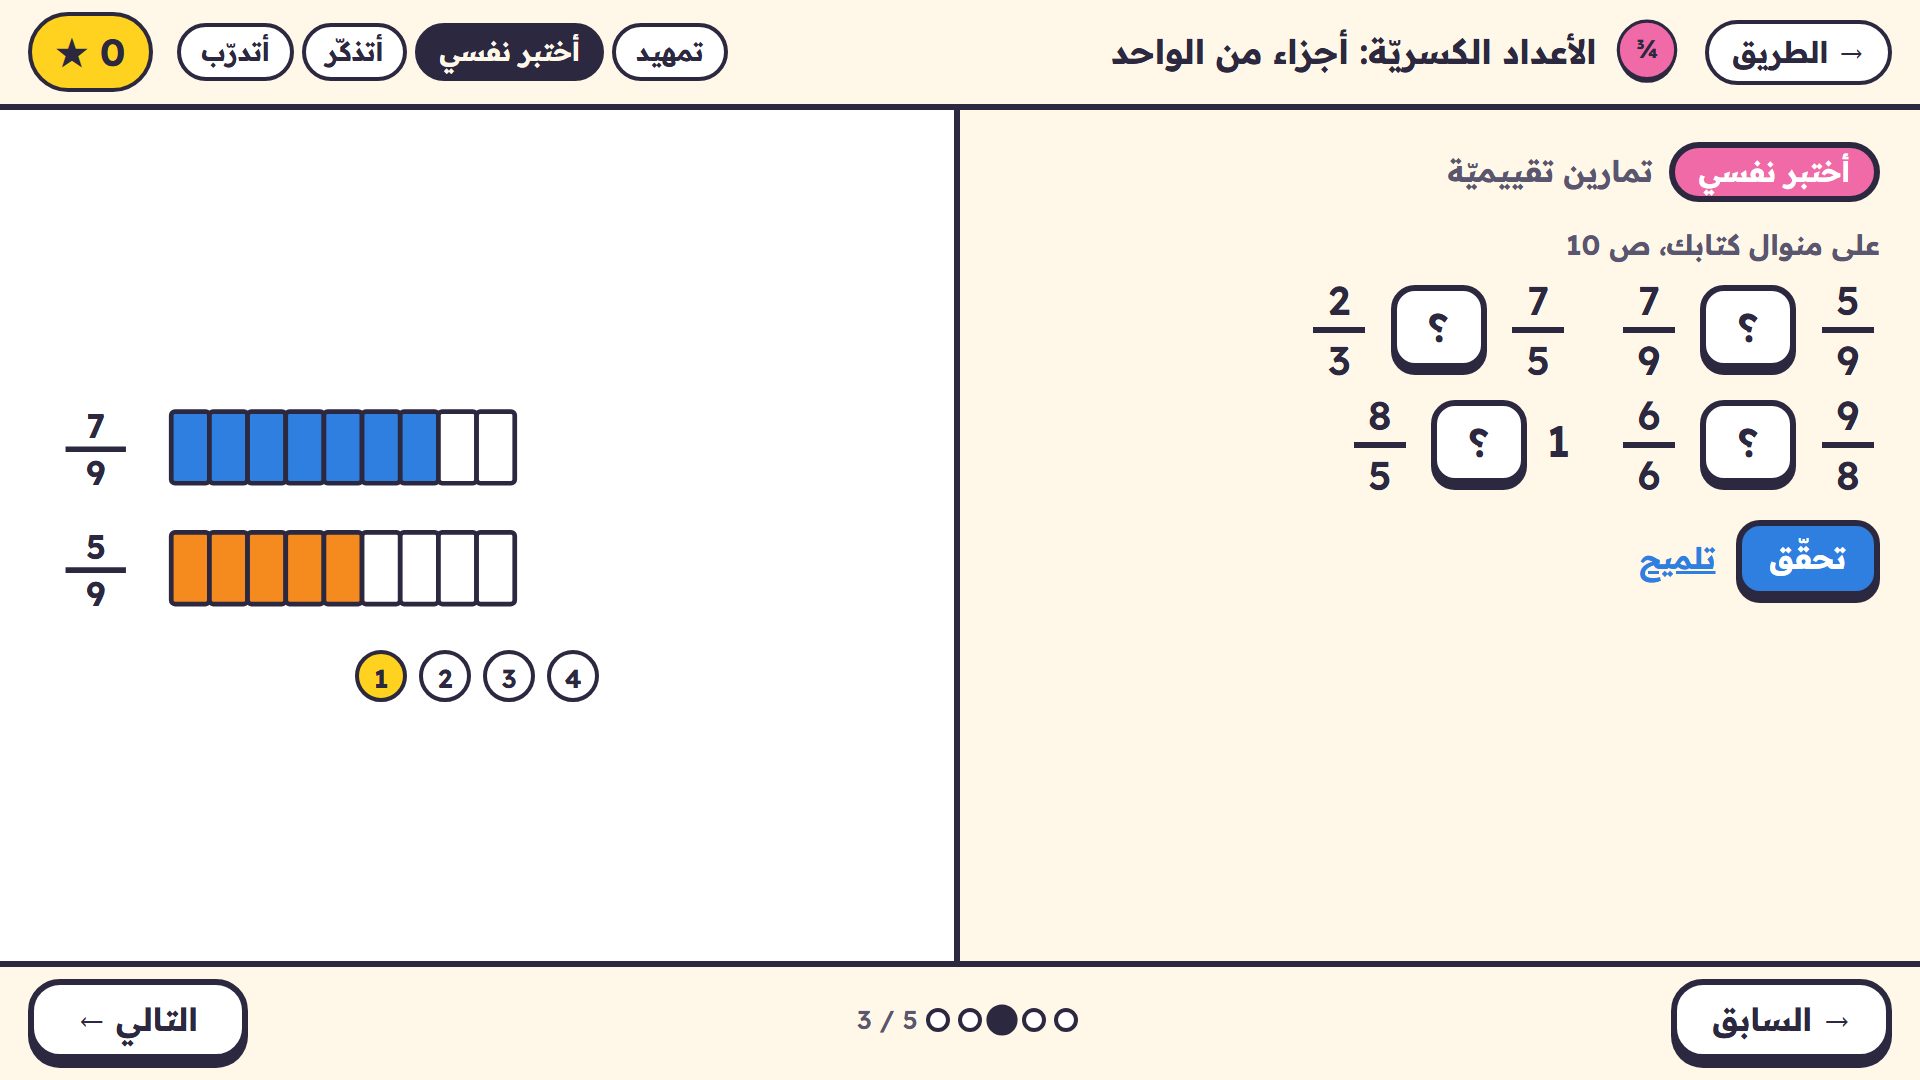 → الطريق
¾ الأعداد الكسريّة: أجزاء من الواحد
تمهيد أختبر نفسي أتذكّر أتدرّب
★ 0
أختبر نفسي تمارين تقييميّة
على منوال كتابك، ص 10
5/9 ؟ 7/9
7/5 ؟ 2/3
9/8 ؟ 6/6
1 ؟ 8/5
تحقّق تلميح
7/9
5/9
1 2 3 4
→ السابق
3 / 5
التالي ←